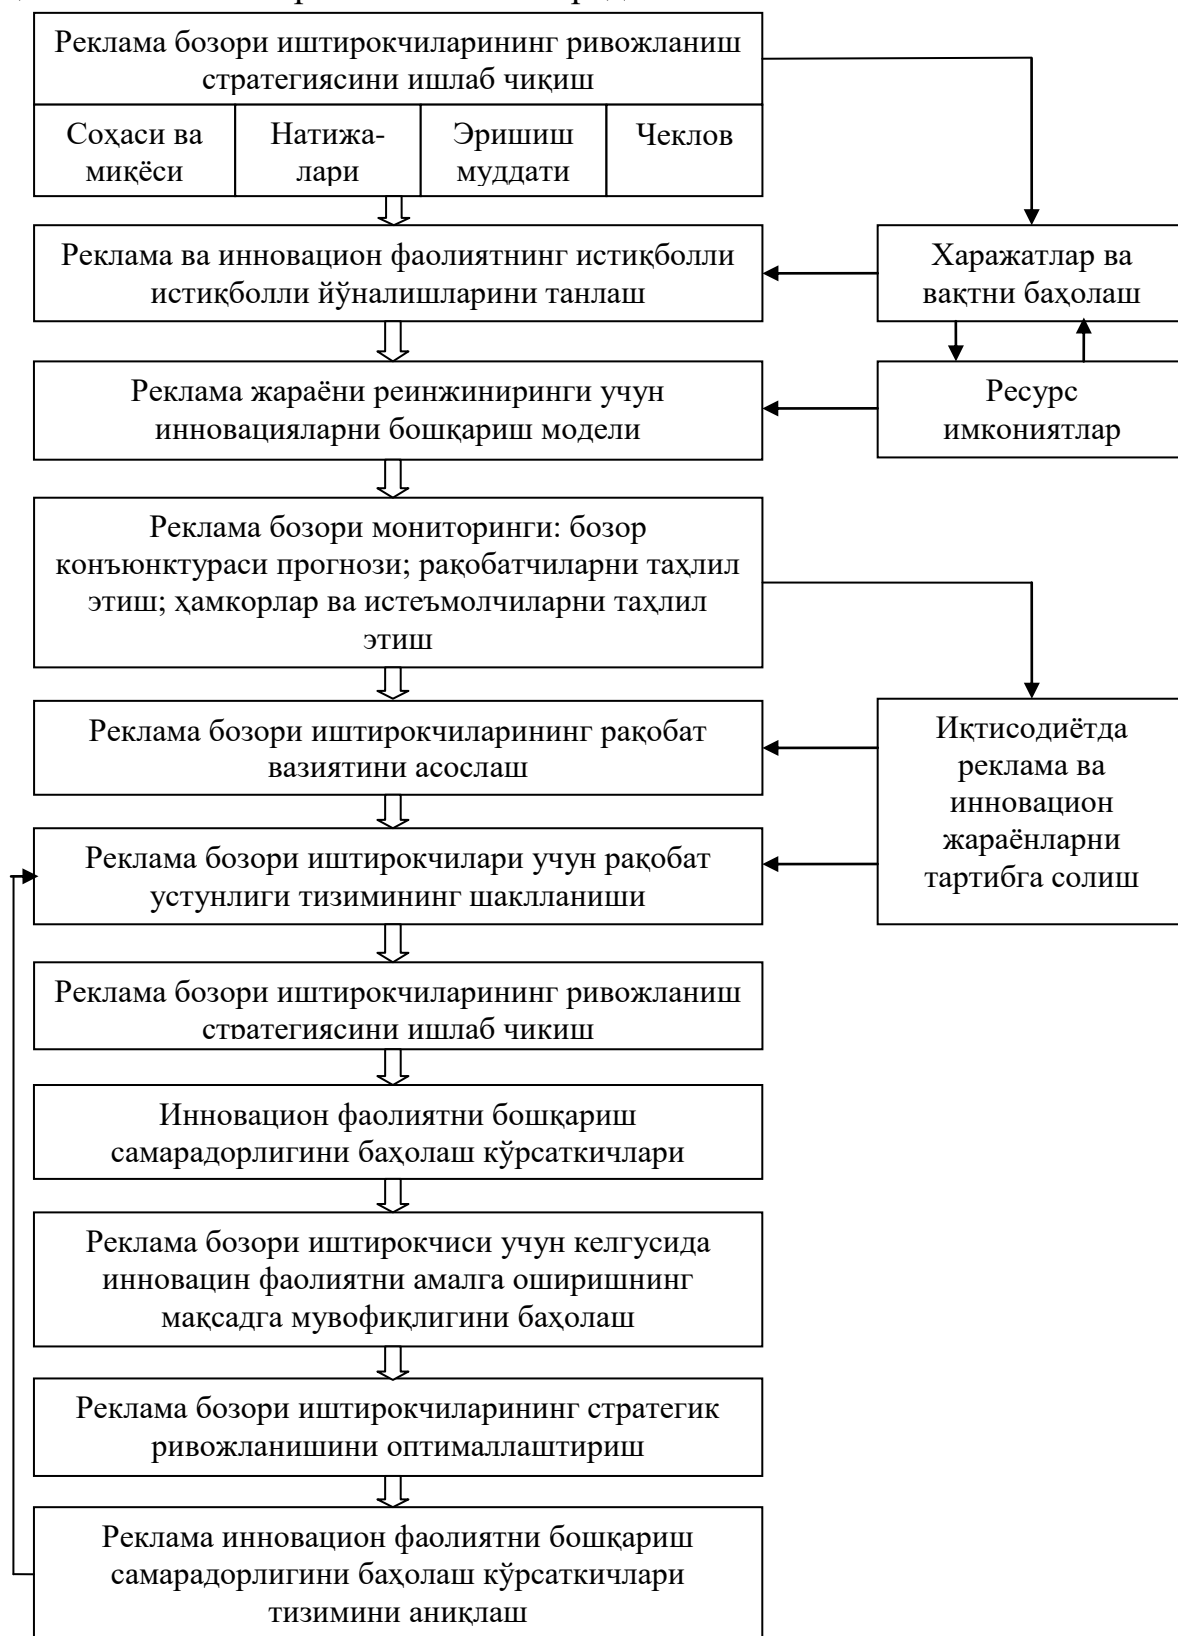 Реклама бозори иштирокчиларининг ривожланиш
стратегиясини ишлаб чиқиш
Соҳаси ва
миқёси
Натижа-
лари
Эришиш
муддати
Чеклов
Реклама ва инновацион фаолиятнинг истиқболли
истиқболли йўналишларини танлаш
Харажатлар ва
вақтни баҳолаш
Реклама жараёни реинжиниринги учун
инновацияларни бошқариш модели
Ресурс
имкониятлар
Реклама бозори мониторинги: бозор
конъюнктураси прогнози; рақобатчиларни таҳлил
этиш; ҳамкорлар ва истеъмолчиларни таҳлил
этиш
Реклама бозори иштирокчиларининг рақобат
вазиятини асослаш
Иқтисодиётда
реклама ва
инновацион
жараёнларни
тартибга солиш
Реклама бозори иштирокчилари учун рақобат
устунлиги тизимининг шаклланиши
Реклама бозори иштирокчиларининг ривожланиш
стратегиясини ишлаб чикиш
Инновацион фаолиятни бошқариш
самарадорлигини баҳолаш кўрсаткичлари
Реклама бозори иштирокчиси учун келгусида
инновацин фаолиятни амалга оширишнинг
мақсадга мувофиқлигини баҳолаш
Реклама бозори иштирокчиларининг стратегик
ривожланишини оптималлаштириш
Реклама инновацион фаолиятни бошқариш
самарадорлигини баҳолаш кўрсаткичлари
тизимини аниқлаш